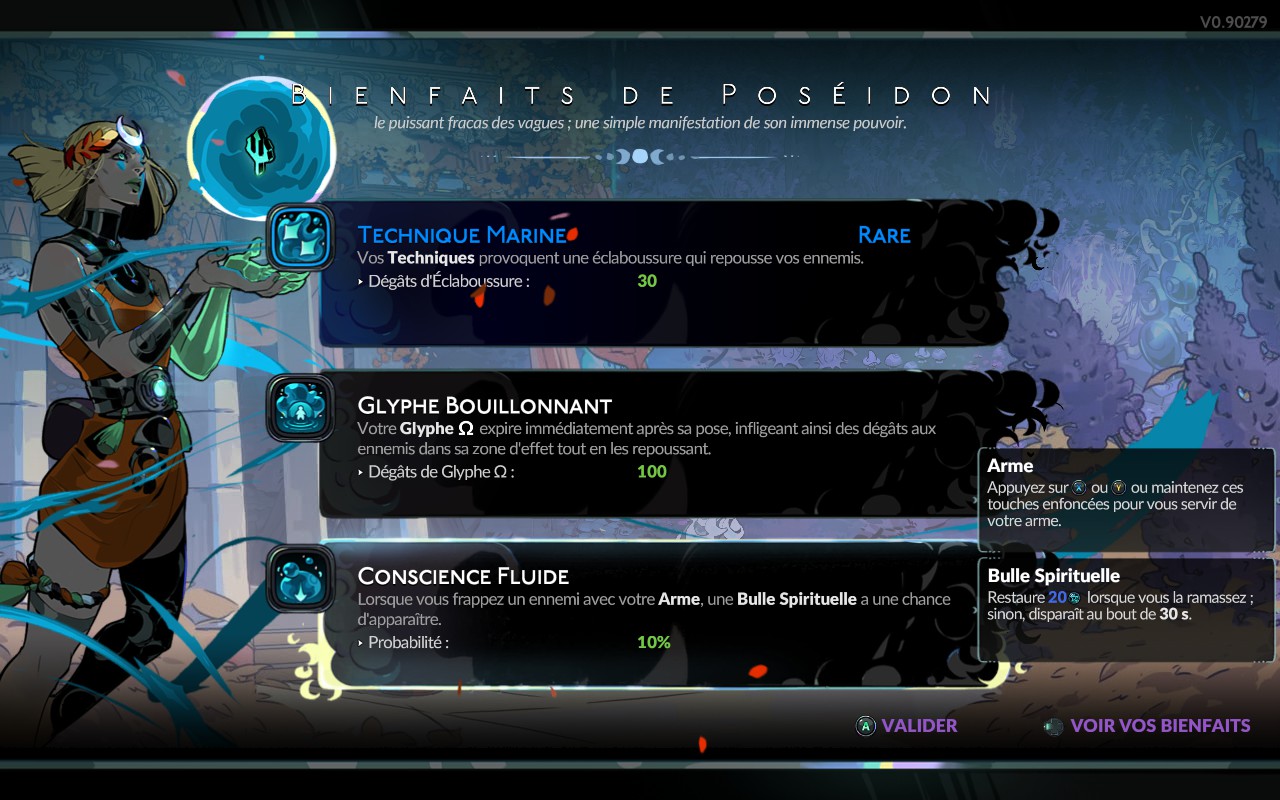 V0.90279
BIENFAITS DE POSÉIDON
le puissant fracas des vagues ; une simple manifestation de son immense pouvoir.
TECHNIQUE MARINE
RARE
Vos Techniques provoquent une éclaboussure qui repousse vos ennemis.
‣ Dégâts d'Éclaboussure : 30
GLYPHE BOUILLONNANT
Votre Glyphe Ω expire immédiatement après sa pose, infligeant ainsi des dégâts aux
ennemis dans sa zone d'effet tout en les repoussant.
‣ Dégâts de Glyphe Ω : 100
Arme
Appuyez sur X ou Y ou maintenez ces
touches enfoncées pour vous servir de
votre arme.
CONSCIENCE FLUIDE
Lorsque vous frappez un ennemi avec votre Arme, une Bulle Spirituelle a une chance
d'apparaître.
‣ Probabilité : 10%
Bulle Spirituelle
Restaure 20 lorsque vous la ramassez ;
sinon, disparaît au bout de 30 s.
A VALIDER
VOIR VOS BIENFAITS